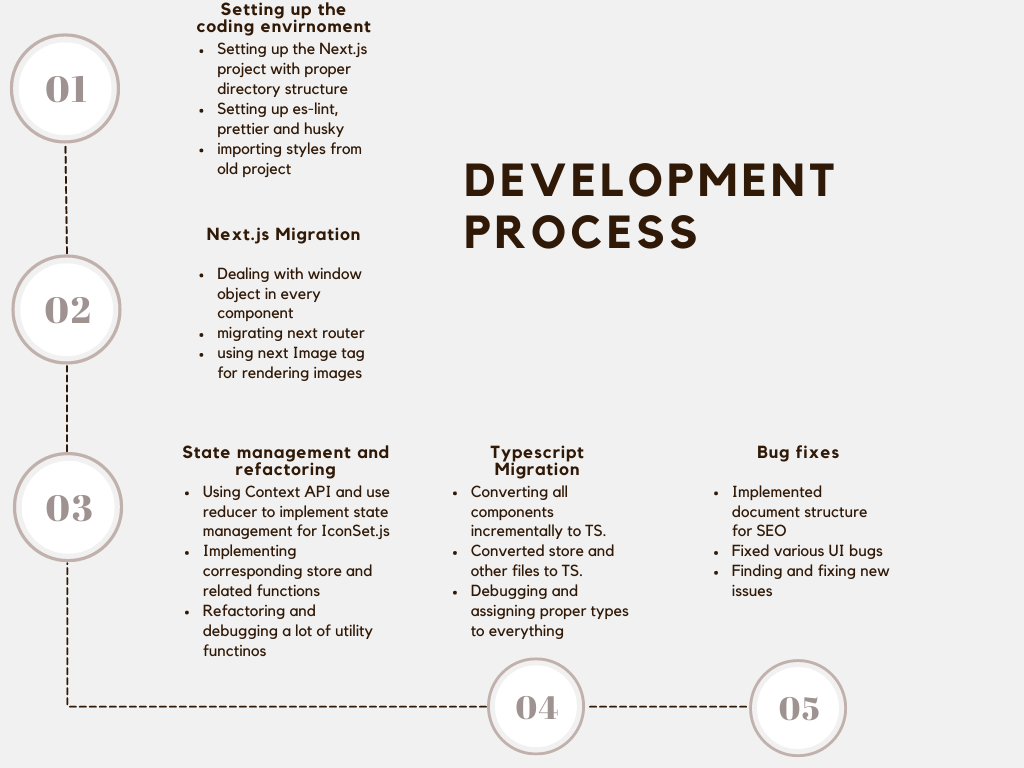 Setting up the
coding envirnoment
01
• Setting up the Next.js
project with proper
directory structure
• Setting up es-lint,
prettier and husky
• importing styles from
old project
DEVELOPMENT
PROCESS
Next.js Migration
02
• Dealing with window
object in every
component
• migrating next router
• using next Image tag
for rendering images
State management and
refactoring
03
• Using Context API and use
reducer to implement state
management for IconSet.js
• Implementing
corresponding store and
related functions
• Refactoring and
debugging a lot of utility
functinos
Typescript
Migration
• Converting all
components
incrementally to TS.
• Converted store and
other files to TS.
• Debugging and
assigning proper types
to everything
04
Bug fixes
• Implemented
document structure
for SEO
• Fixed various UI bugs
• Finding and fixing new
issues
05